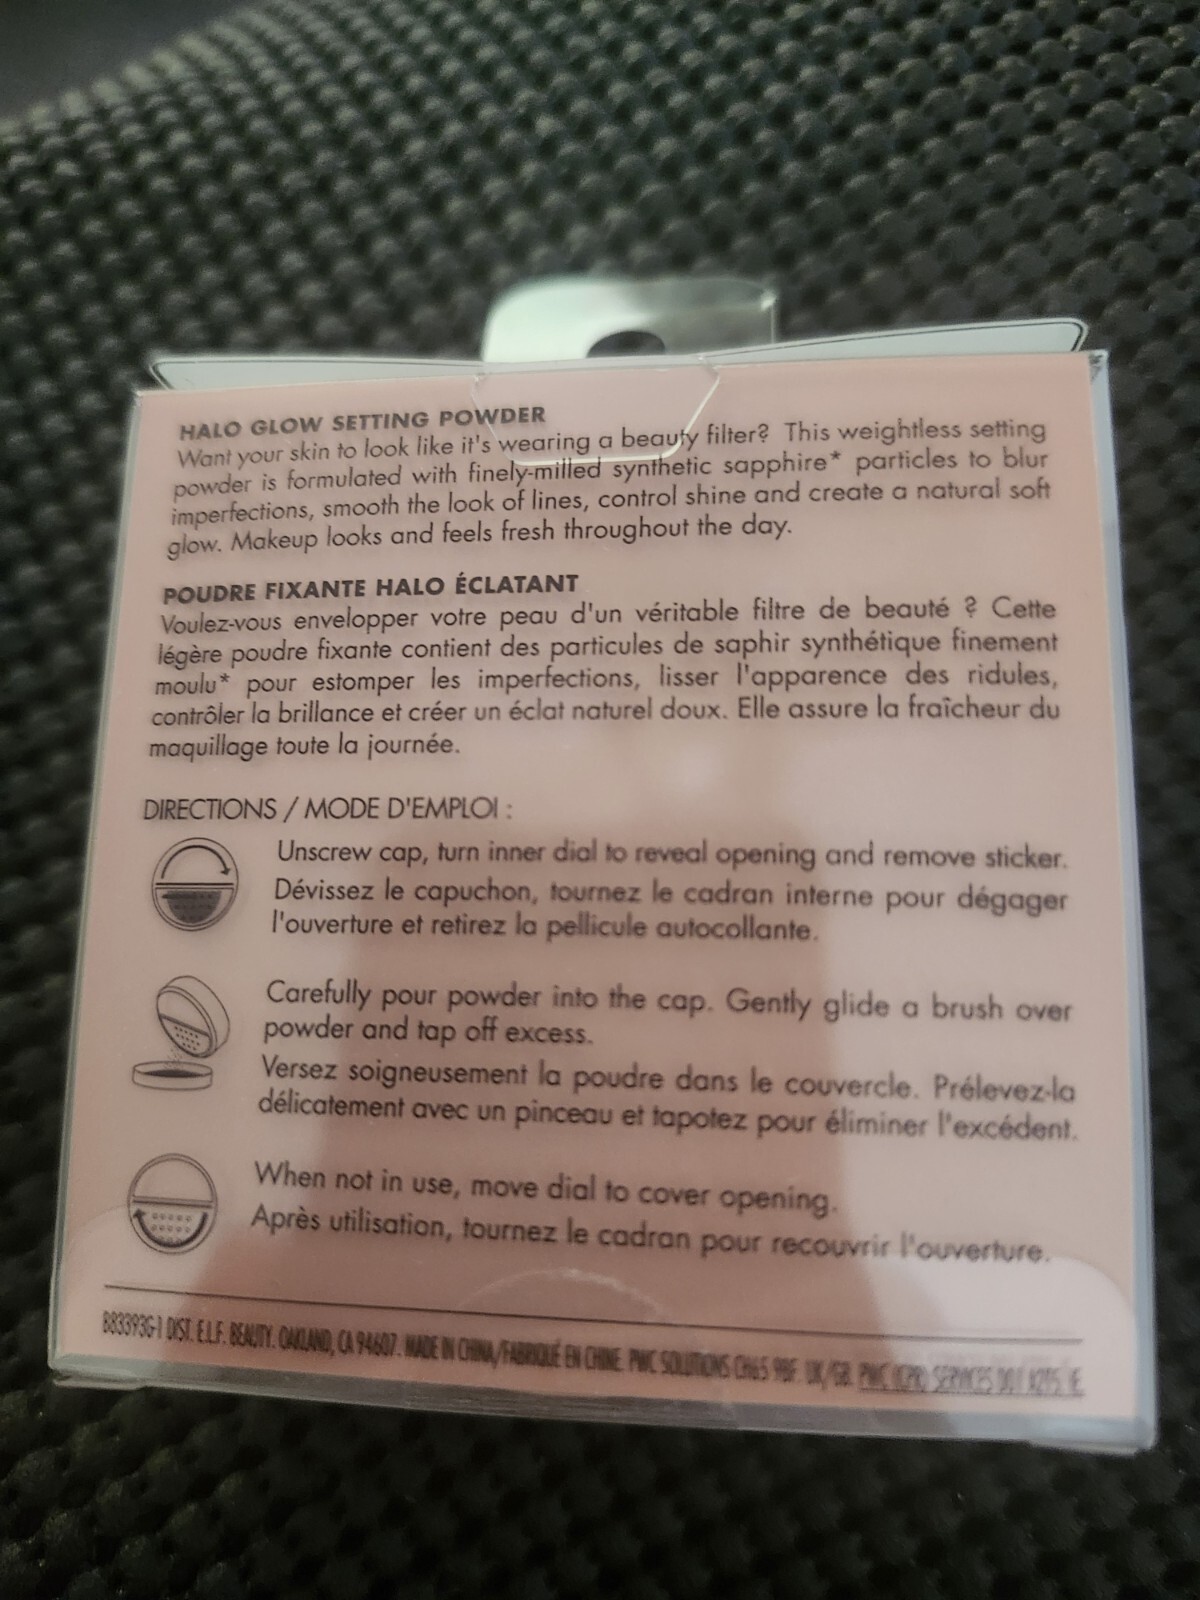 HALO GLOW SETTING POWDER
Want your skin to look like it's wearing a beauty filter? This weightless setting
powder is formulated with finely-milled synthetic sapphire* particles to blur
imperfections, smooth the look of lines, control shine and create a natural soft
glow. Makeup looks and feels fresh throughout the day.
POUDRE FIXANTE HALO ÉCLATANT
Voulez-vous envelopper votre peau d'un véritable filtre de beauté ? Cette
légère poudre fixante contient des particules de saphir synthétique finement
moulu* pour estomper les imperfections, lisser l'apparence des ridules,
contrôler la brillance et créer un éclat naturel doux. Elle assure la fraîcheur du
maquillage toute la journée.
DIRECTIONS / MODE D'EMPLOI :
Unscrew cap, turn inner dial to reveal opening and remove sticker.
Dévissez le capuchon, tournez le cadran interne pour dégager
l'ouverture et retirez la pellicule autocollante.
Carefully pour powder into the cap. Gently glide a brush over
powder and tap off excess.
Versez soigneusement la poudre dans le couvercle. Prélevez-la
délicatement avec un pinceau et tapotez pour éliminer l'excédent.
When not in use, move dial to cover opening.
Après utilisation, tournez le cadran pour recouvrir l'ouverture.
B83393G-1 DIST. E.L.F. BEAUTY. OAKLAND, CA 94607. MADE IN CHINA/FABRIQUÉ EN CHINE. PWC SOLUTIONS CH65 9BF. UK/GB. PWC (CPR) SERVICES